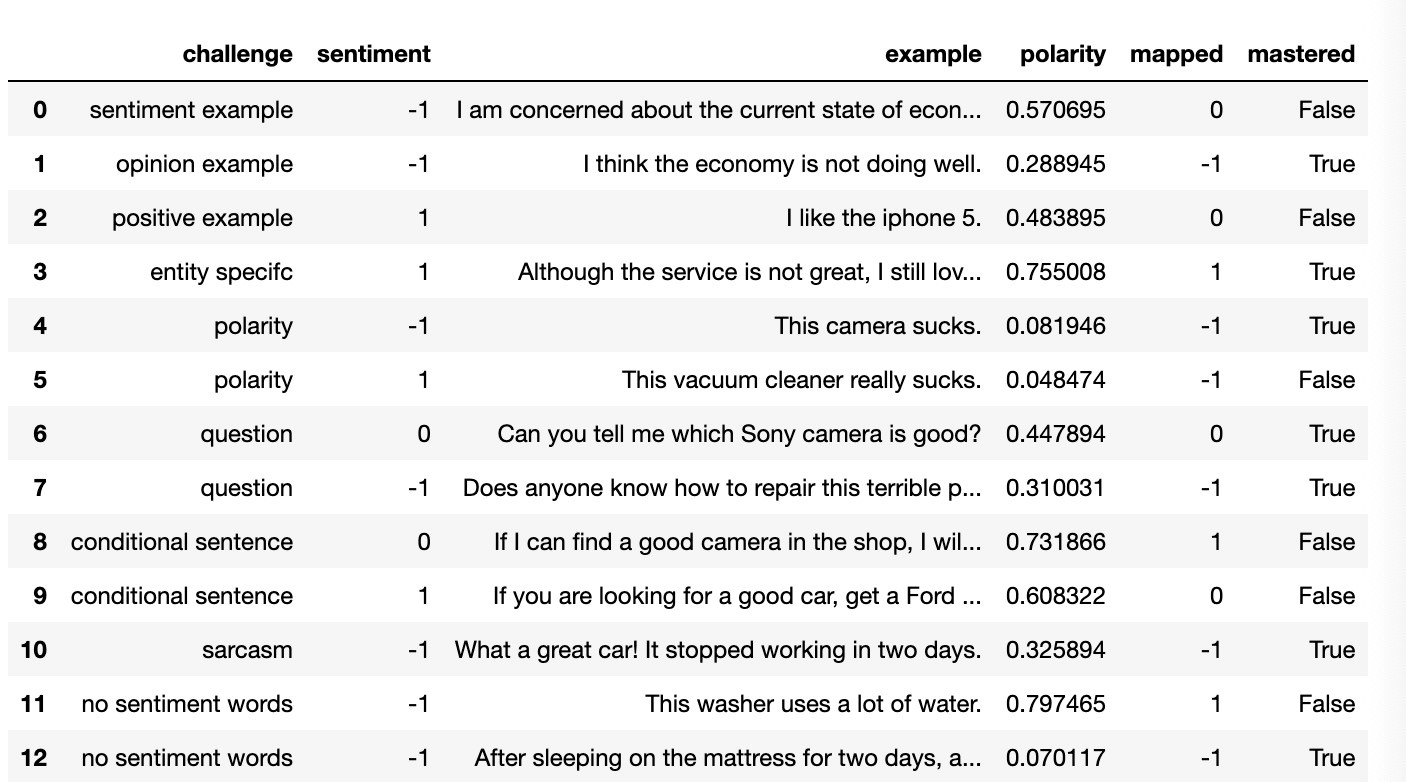 challenge sentiment example polarity mapped mastered
0 sentiment example -1 I am concerned about the current state of econ... 0.570695 0 False
1 opinion example -1 I think the economy is not doing well. 0.288945 -1 True
2 positive example 1 I like the iphone 5. 0.483895 0 False
3 entity specifc 1 Although the service is not great, I still lov... 0.755008 1 True
4 polarity -1 This camera sucks. 0.081946 -1 True
5 polarity 1 This vacuum cleaner really sucks. 0.048474 -1 False
6 question 0 Can you tell me which Sony camera is good? 0.447894 0 True
7 question -1 Does anyone know how to repair this terrible p... 0.310031 -1 True
8 conditional sentence 0 If I can find a good camera in the shop, I wil... 0.731866 1 False
9 conditional sentence 1 If you are looking for a good car, get a Ford ... 0.608322 0 False
10 sarcasm -1 What a great car! It stopped working in two days. 0.325894 -1 True
11 no sentiment words -1 This washer uses a lot of water. 0.797465 1 False
12 no sentiment words -1 After sleeping on the mattress for two days, a... 0.070117 -1 True